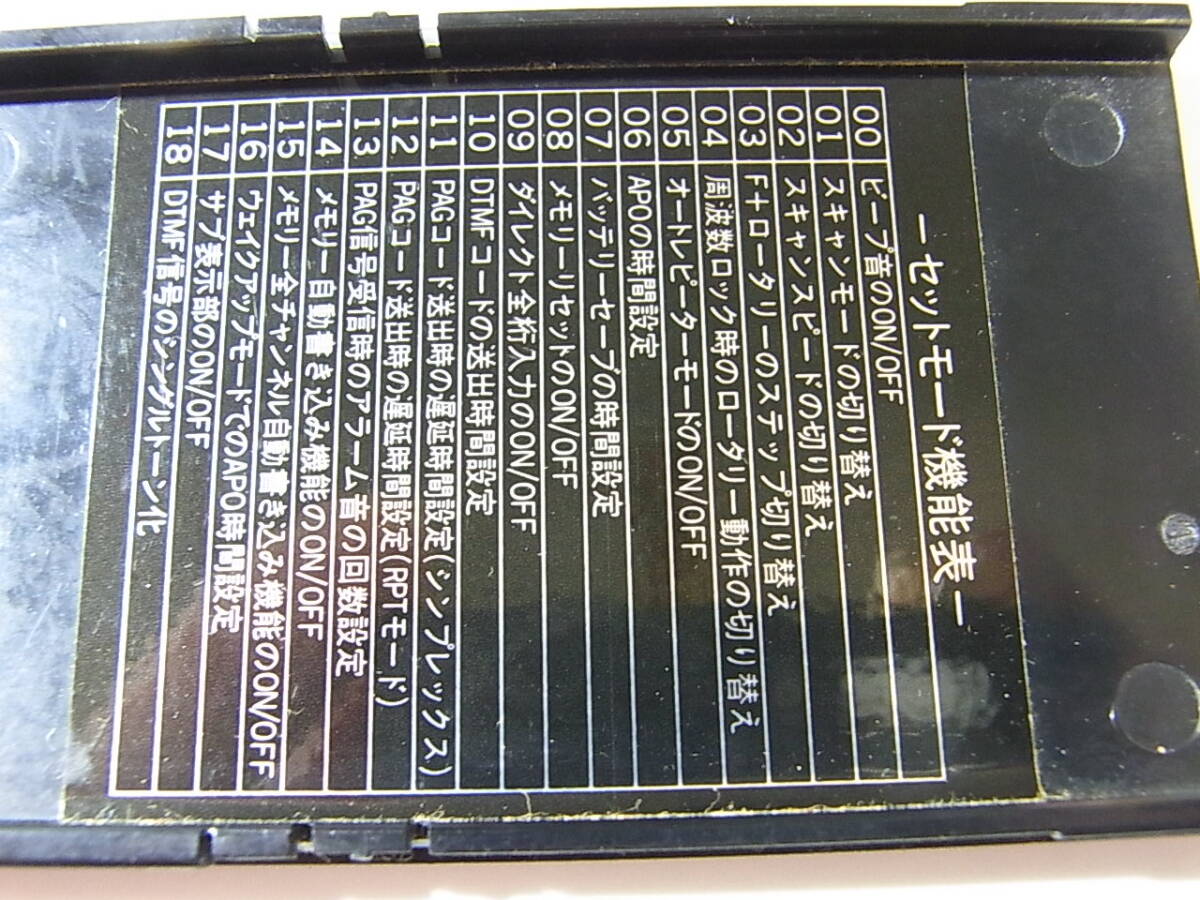 －セットモード機能表－
00 ビープ音のON/OFF
01 スキャンモードの切り替え
02 スキャンスピードの切り替え
03 F+ロータリーのステップ切り替え
04 周波数ロック時のロータリー動作の切り替え
05 オートレピーターモードのON/OFF
06 APOの時間設定
07 バッテリーセーブの時間設定
08 メモリーリセットのON/OFF
09 ダイレクト全桁入力のON/OFF
10 DTMFコードの送出時間設定
11 PAGコード送出時の遅延時間設定(シンプレックス)
12 PAGコード送出時の遅延時間設定(RPTモード)
13 PAG信号受信時のアラーム音の回数設定
14 メモリー自動書き込み機能のON/OFF
15 メモリー全チャンネル自動書き込み機能のON/OFF
16 ウェイクアップモードでのAPO時間設定
17 サブ表示部のON/OFF
18 DTMF信号のシングルトーン化